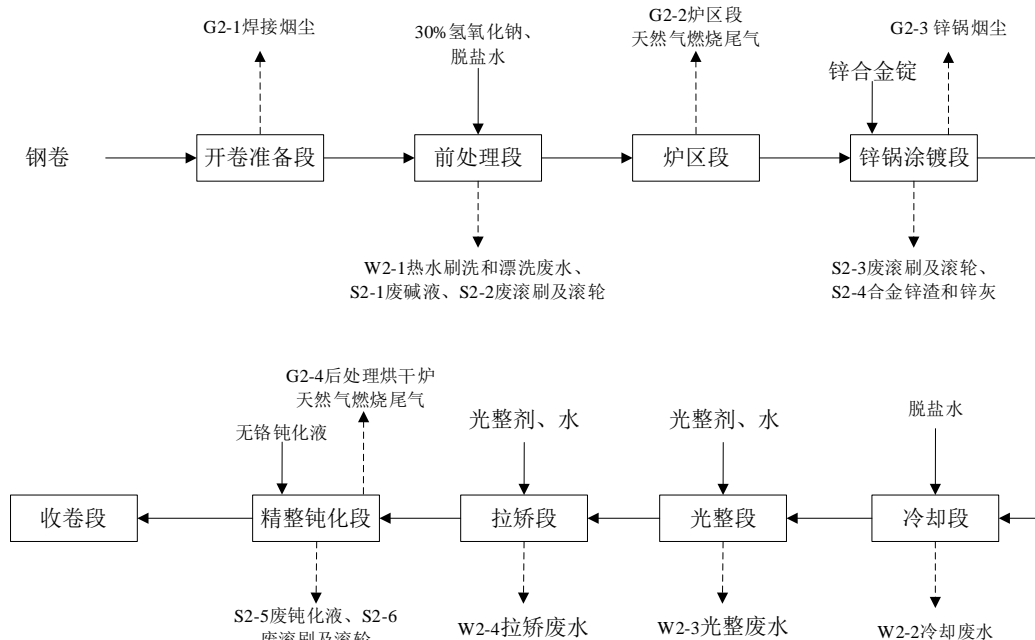 G2-1焊接烟尘
30%氢氧化钠、
脱盐水
G2-2炉区段
天然气燃烧尾气
G2-3 锌锅烟尘
锌合金锭
钢卷
开卷准备段
前处理段
炉区段
锌锅涂镀段
W2-1热水刷洗和漂洗废水、
S2-1废碱液、S2-2废滚刷及滚轮
S2-3废滚刷及滚轮、
S2-4合金锌渣和锌灰
G2-4后处理烘干炉
天然气燃烧尾气
无铬钝化液
光整剂、水
光整剂、水
脱盐水
收卷段
精整钝化段
拉矫段
光整段
冷却段
S2-5废钝化液、S2-6
废滚刷及滚轮
W2-4拉矫废水
W2-3光整废水
W2-2冷却废水